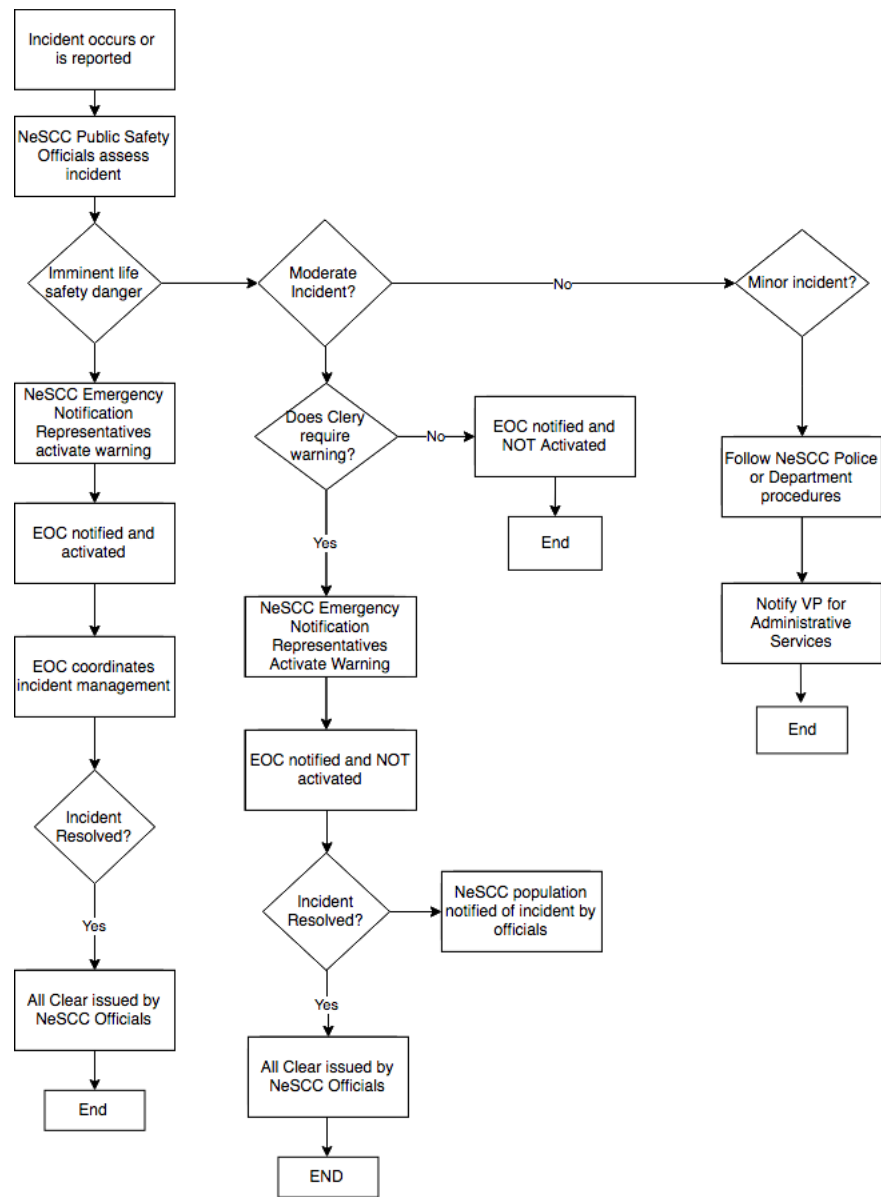 Incident occurs or
is reported
NeSCC Public Safety
Officials assess
incident
Imminent life
safety danger
Moderate
Incident?
No
Minor incident?
NeSCC Emergency
Notification
Representatives
activate warning
Does Clery
require
warning?
No
EOC notified and
NOT Activated
End
Follow NeSCC Police
or Department
procedures
EOC notified and
activated
Yes
NeSCC Emergency
Notification
Representatives
Activate Warning
Notify VP for
Administrative
Services
End
EOC coordinates
incident management
EOC notified and NOT
activated
Incident
Resolved?
Yes
All Clear issued by
NeSCC Officials
End
Incident
Resolved?
NeSCC population
notified of incident by
officials
Yes
All Clear issued by
NeSCC Officials
END